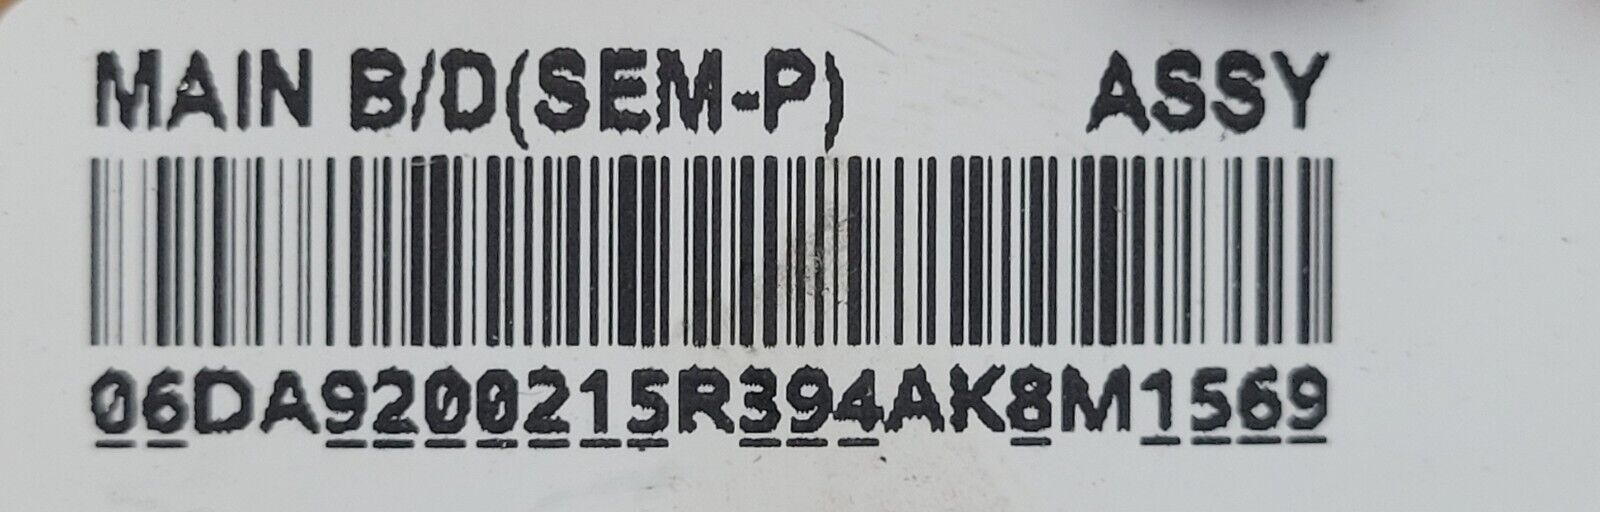 MAIN B/D(SEM-P) ASSY
06DA9200215R394AK8M1569